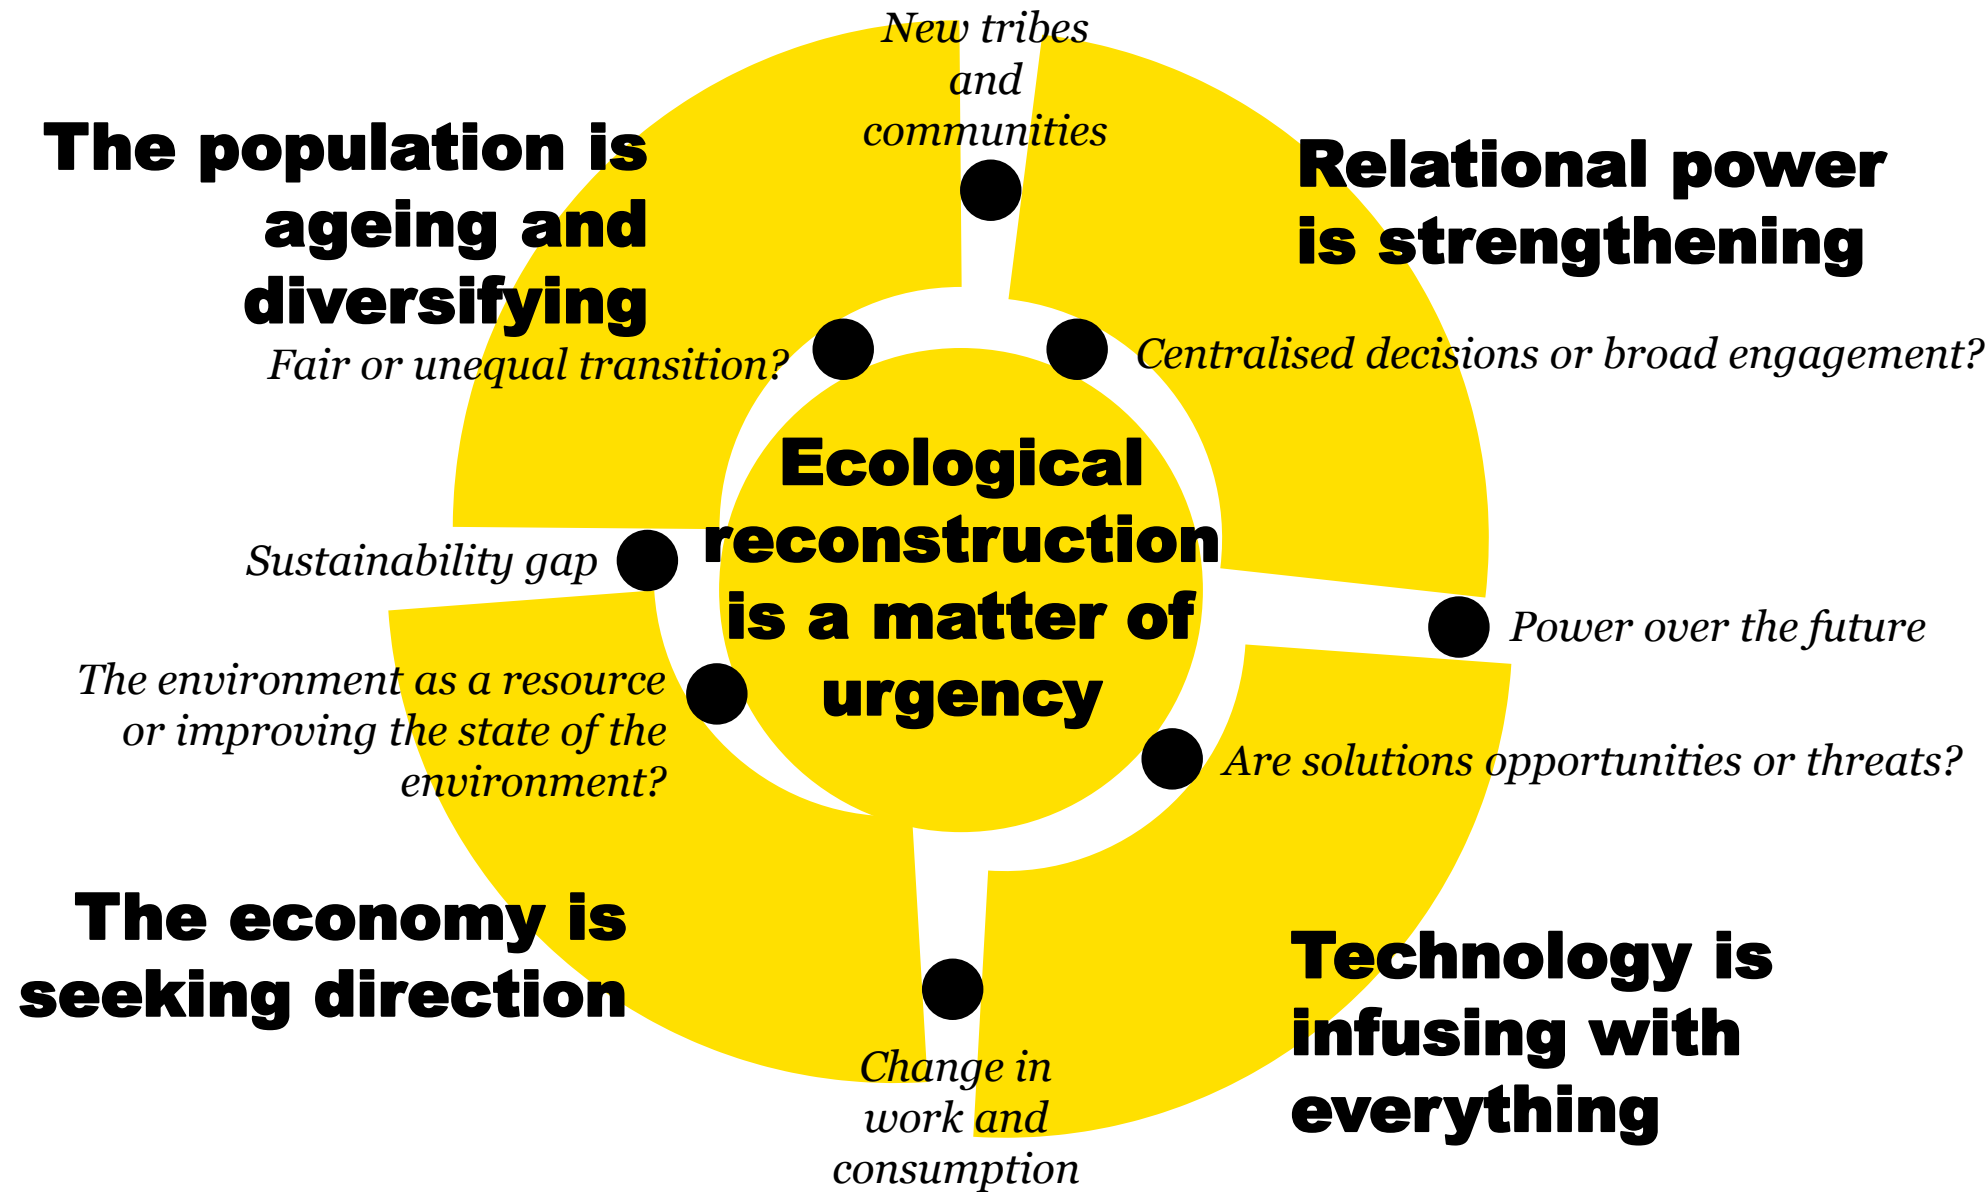 New tribes
and
communities
The population is
ageing and
diversifying
Relational power
is strengthening
Fair or unequal transition?
Centralised decisions or broad engagement?
Ecological
reconstruction
is a matter of
urgency
Sustainability gap
Power over the future
The environment as a resource
or improving the state of the
environment?
Are solutions opportunities or threats?
The economy is
seeking direction
Technology is
infusing with
everything
Change in
work and
consumption